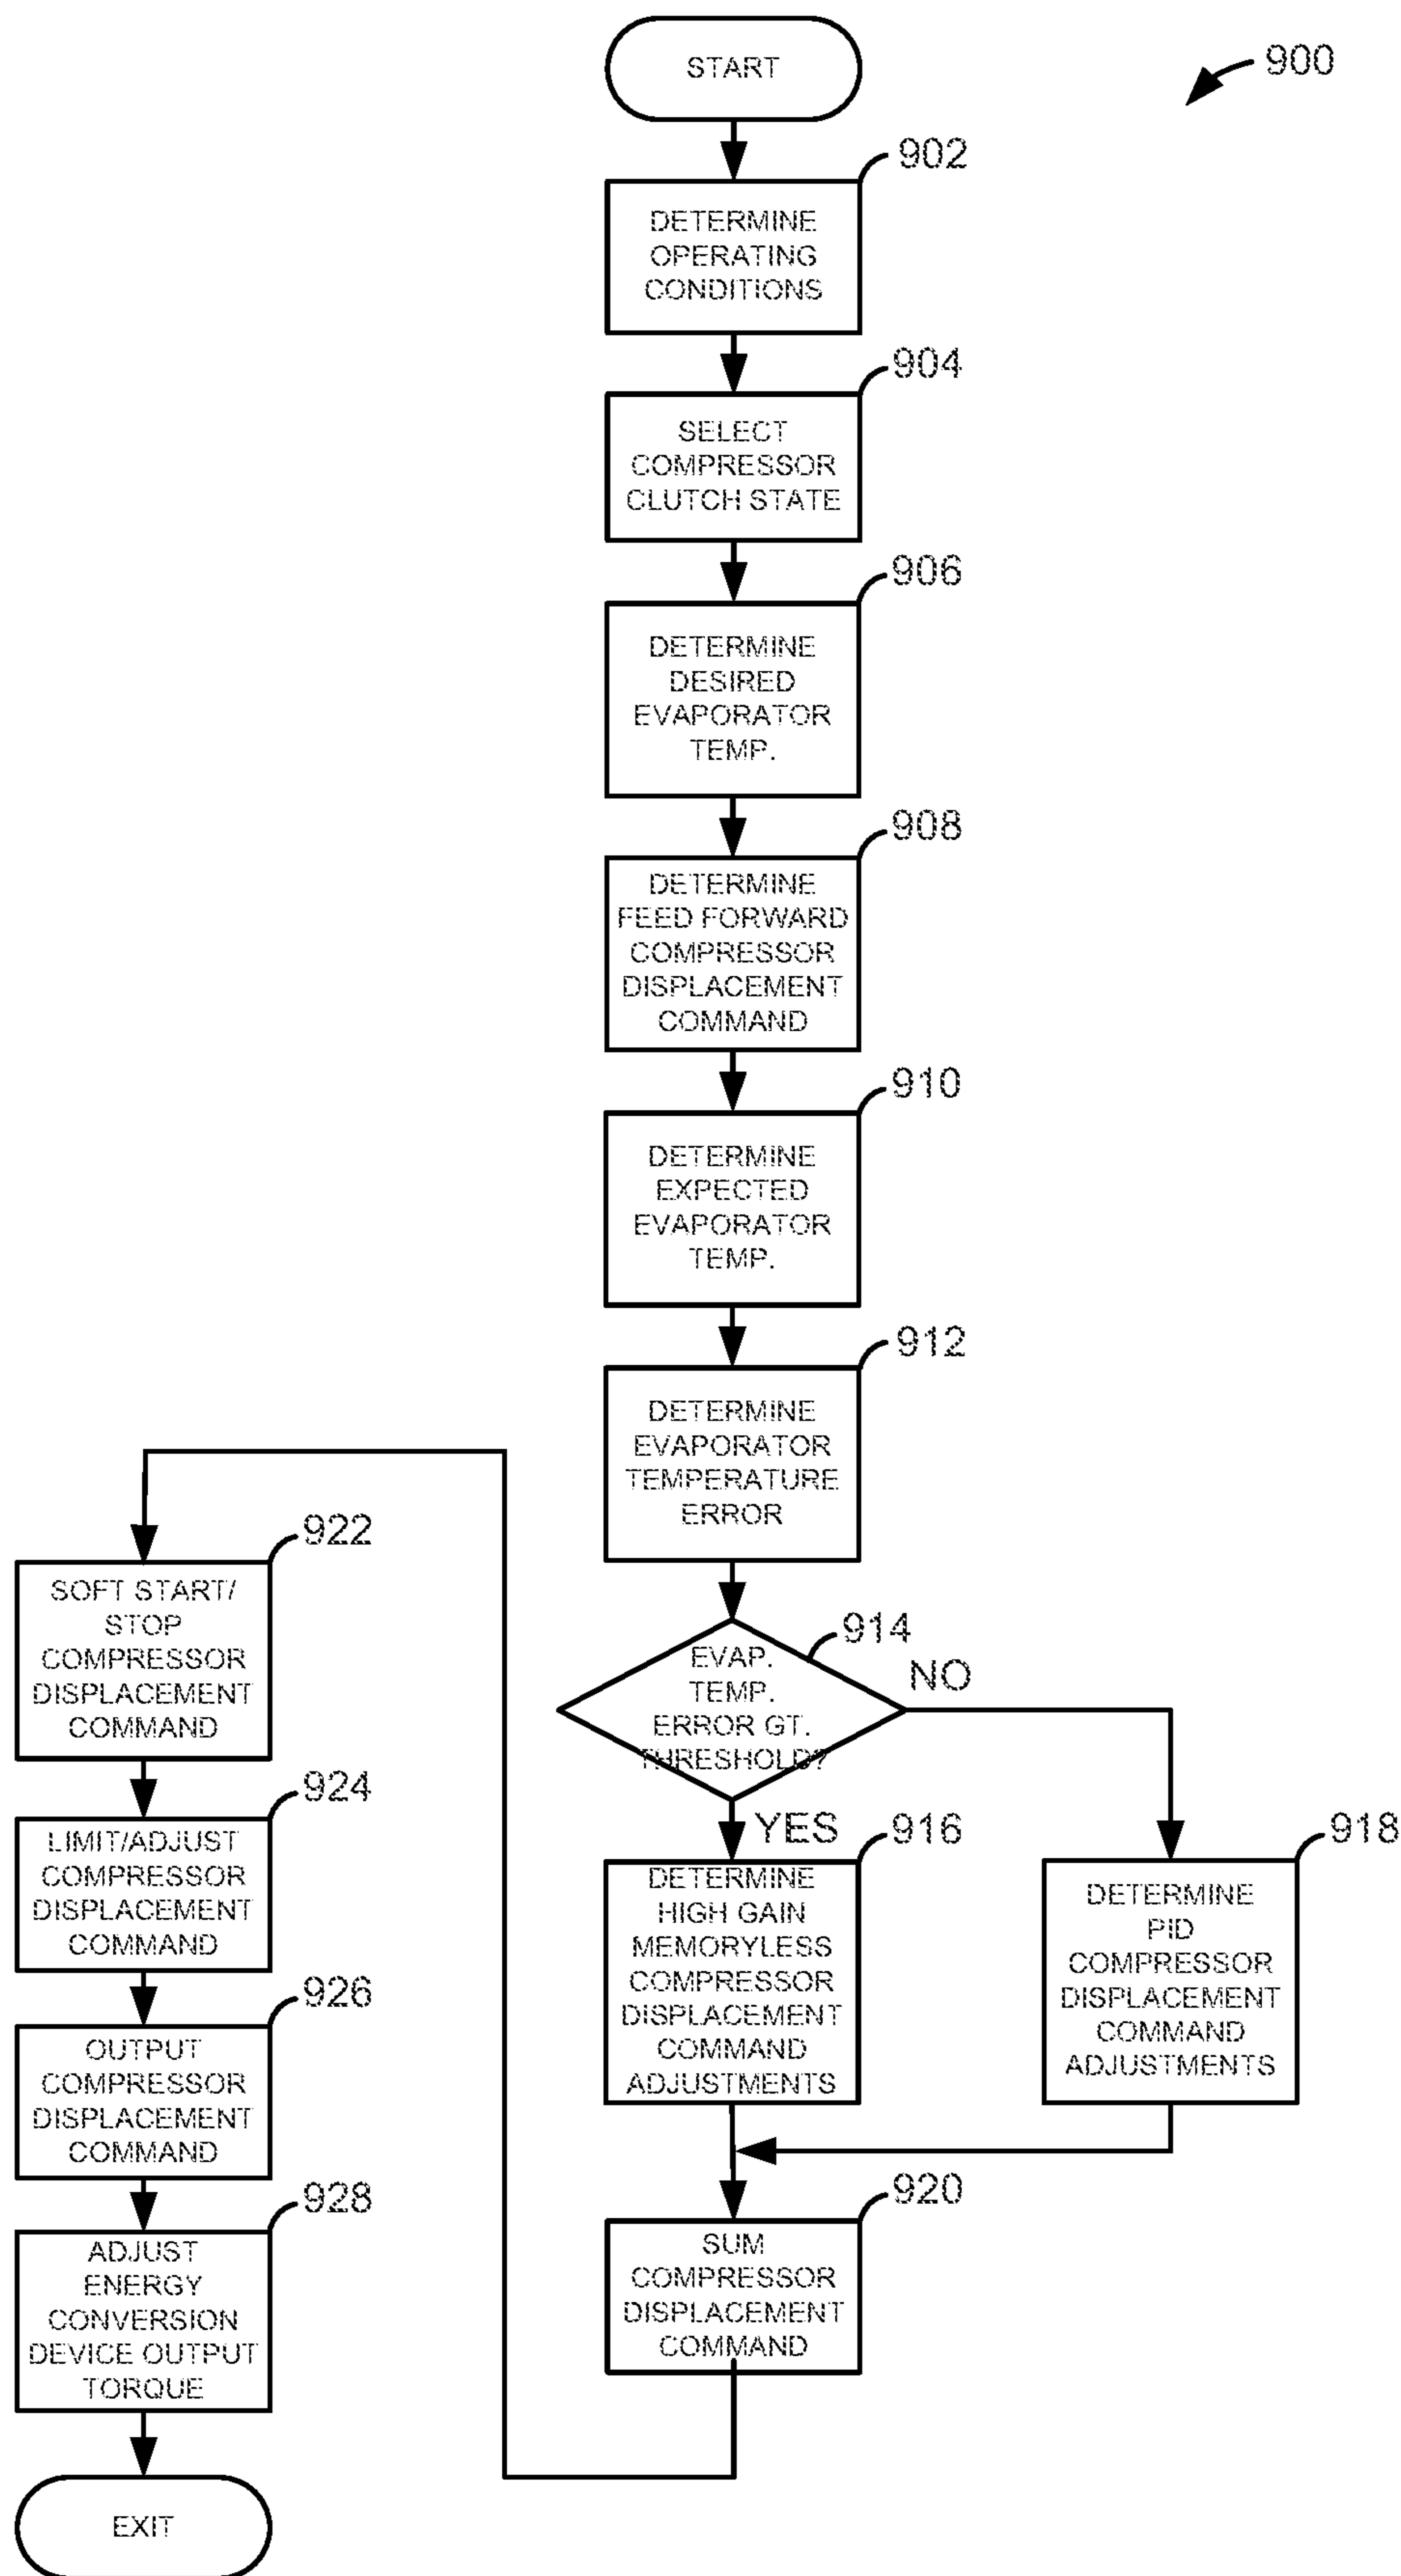 START
900
902
DETERMINE
OPERATING
CONDITIONS
904
SELECT
COMPRESSOR
CLUTCH STATE
906
DETERMINE
DESIRED
EVAPORATOR
TEMP.
908
DETERMINE
FEED FORWARD
COMPRESSOR
DISPLACEMENT
COMMAND
910
DETERMINE
EXPECTED
EVAPORATOR
TEMP.
912
DETERMINE
EVAPORATOR
TEMPERATURE
ERROR
914
EVAP.
TEMP.
ERROR GT.
THRESHOLD?
NO
YES
916
DETERMINE
HIGH GAIN
MEMORYLESS
COMPRESSOR
DISPLACEMENT
COMMAND
ADJUSTMENTS
918
DETERMINE
PID
COMPRESSOR
DISPLACEMENT
COMMAND
ADJUSTMENTS
920
SUM
COMPRESSOR
DISPLACEMENT
COMMAND
922
SOFT START/
STOP
COMPRESSOR
DISPLACEMENT
COMMAND
924
LIMIT/ADJUST
COMPRESSOR
DISPLACEMENT
COMMAND
926
OUTPUT
COMPRESSOR
DISPLACEMENT
COMMAND
928
ADJUST
ENERGY
CONVERSION
DEVICE OUTPUT
TORQUE
EXIT